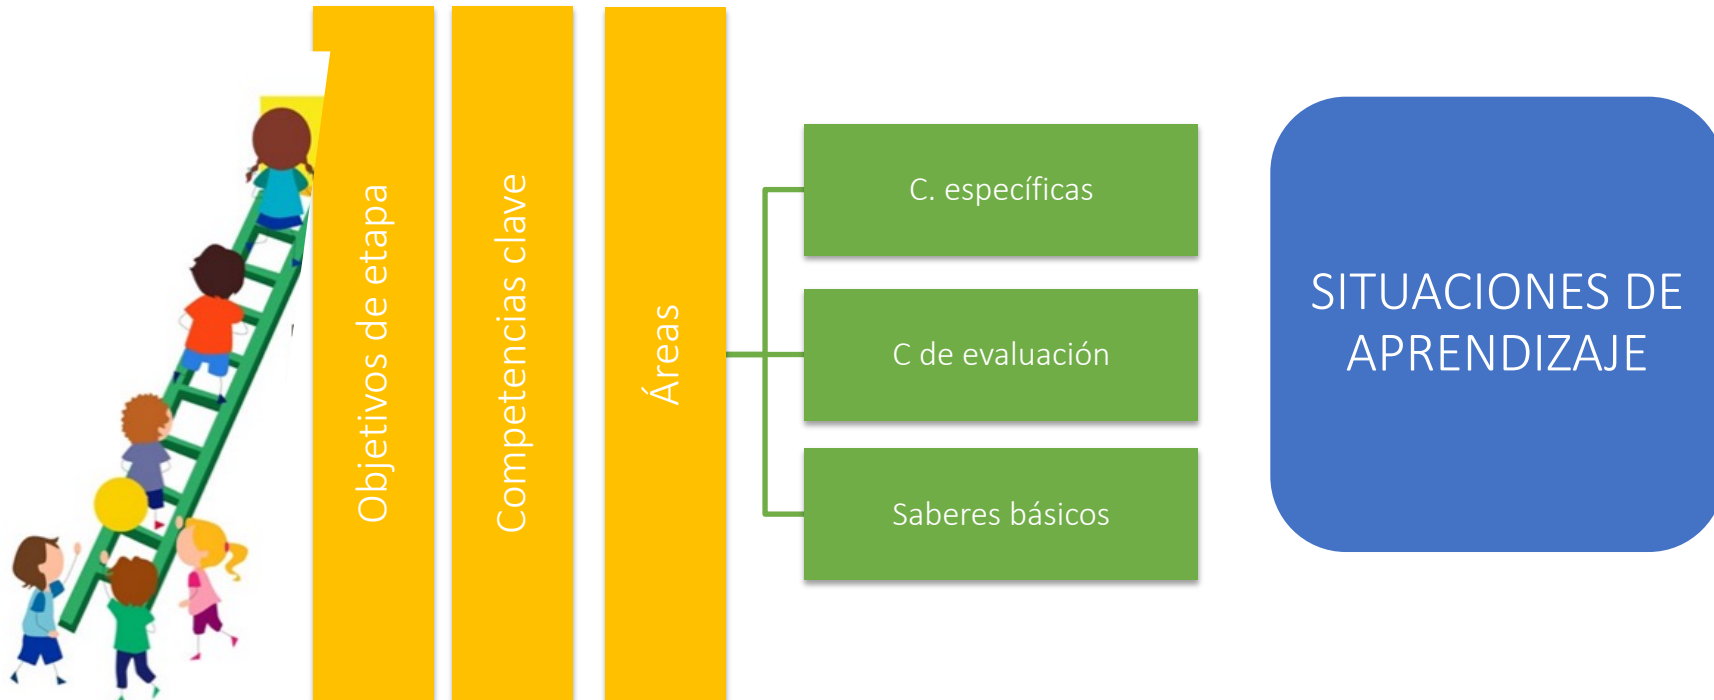 Objetivos de etapa
Competencias clave
Áreas
C. específicas
C de evaluación
Saberes básicos
SITUACIONES DE
APRENDIZAJE